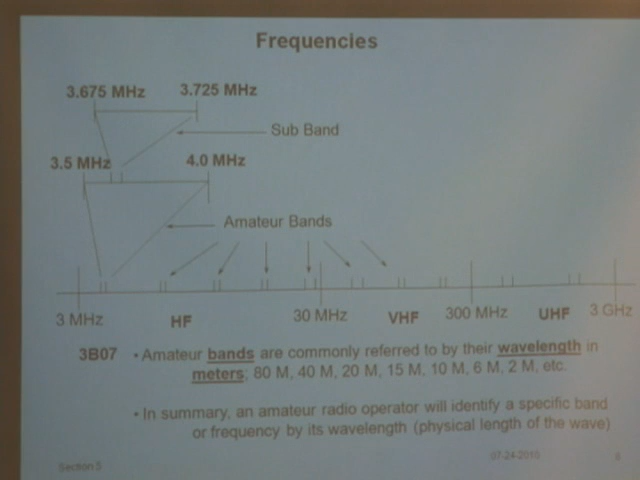 Frequencies
3.675 MHz 3.725 MHz
Sub Band
3.5 MHz 4.0 MHz
Amateur Bands
3 MHz HF 30 MHz VHF 300 MHz UHF 3 GHz
3B07 • Amateur bands are commonly referred to by their wavelength in
meters; 80 M, 40 M, 20 M, 15 M, 10 M, 6 M, 2 M, etc.
• In summary, an amateur radio operator will identify a specific band
or frequency by its wavelength (physical length of the wave)
Section 5 07-24-2010